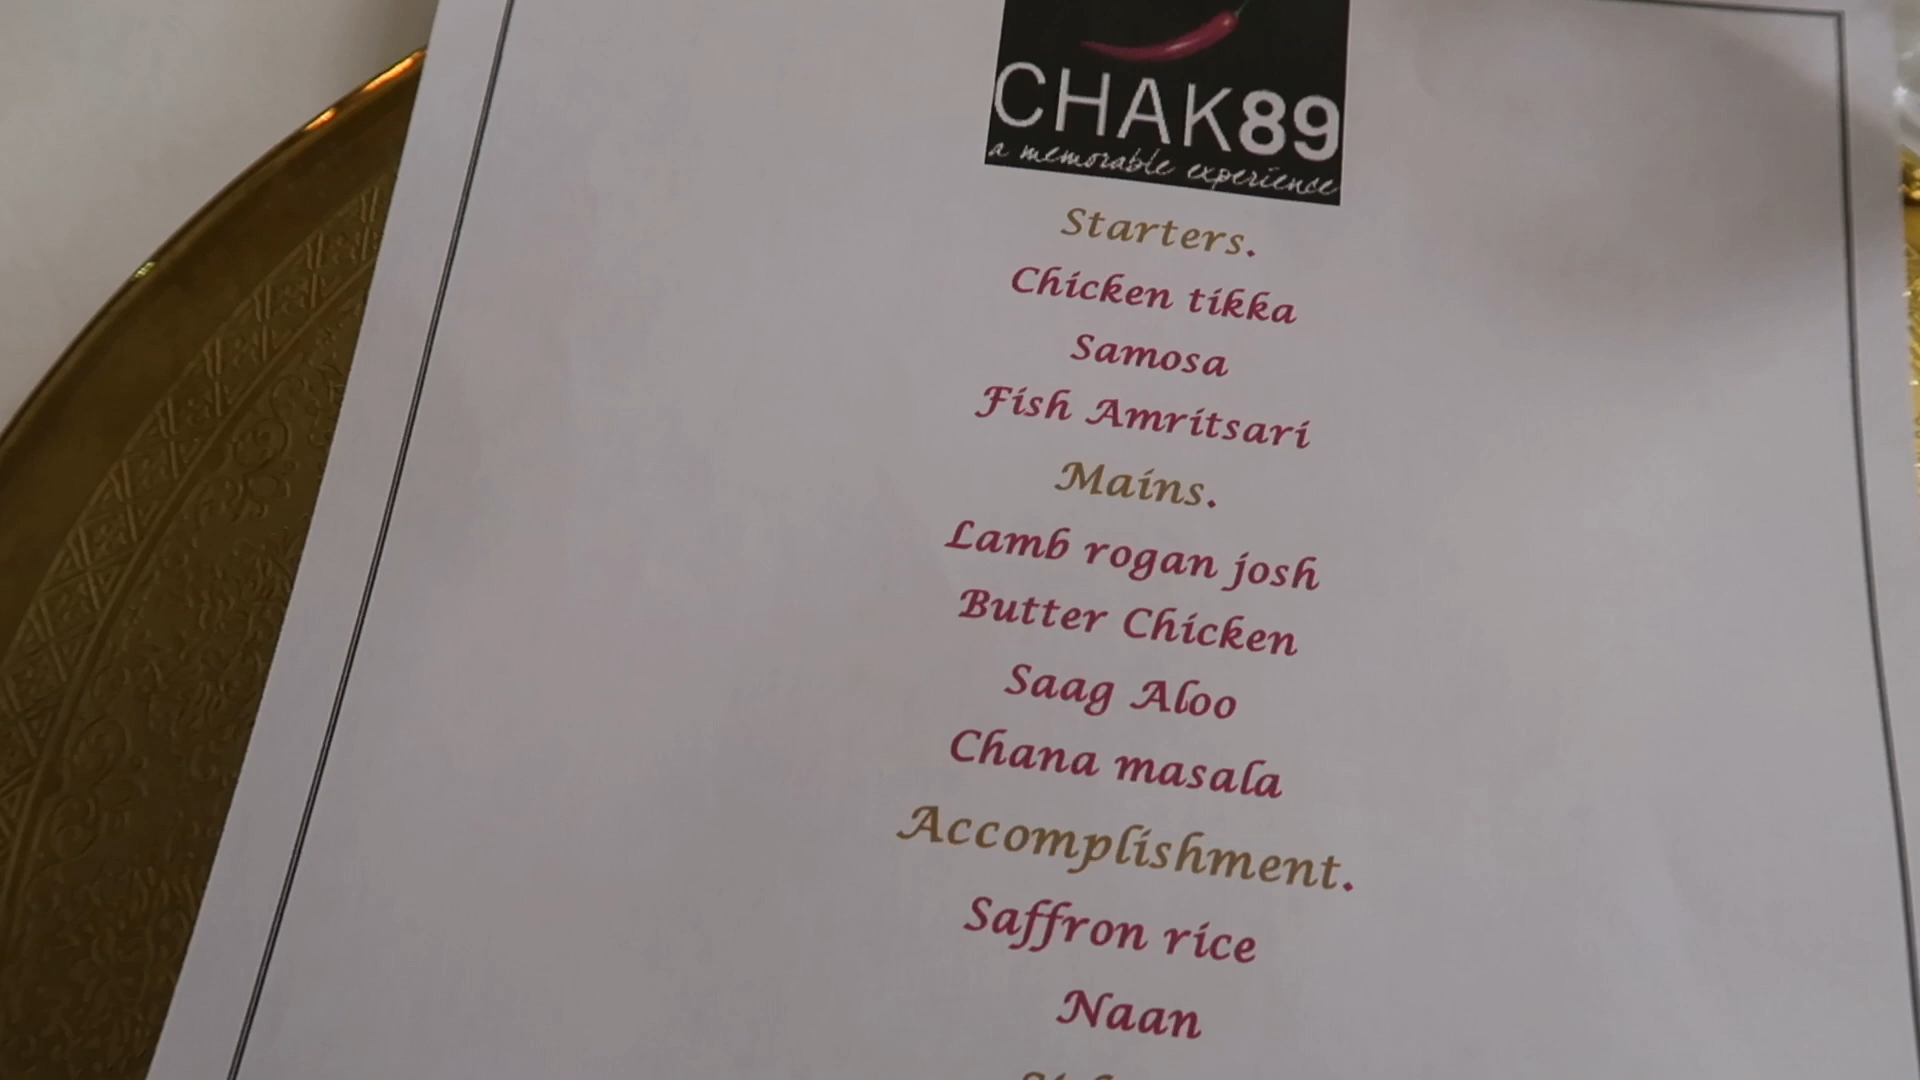 CHAK89
a memorable experience
Starters.
Chicken tikka
Samosa
Fish Amritsari
Mains.
Lamb rogan josh
Butter Chicken
Saag Aloo
Chana masala
Accomplishment.
Saffron rice
Naan